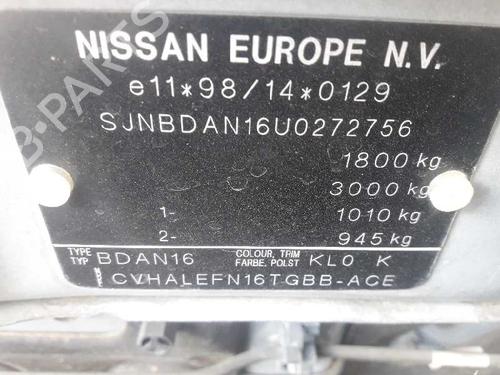 NISSAN EUROPE N.V.
e11*98/14*0129
SJNBDAN16U0272756
1800 kg
3000 kg
1- 1010 kg
2- 945 kg
TYPE TYP BDAN16 COLOUR, TRIM FARBE, POLST KL0 K
CVHALEFN16TGBB-ACE
B-PARTS